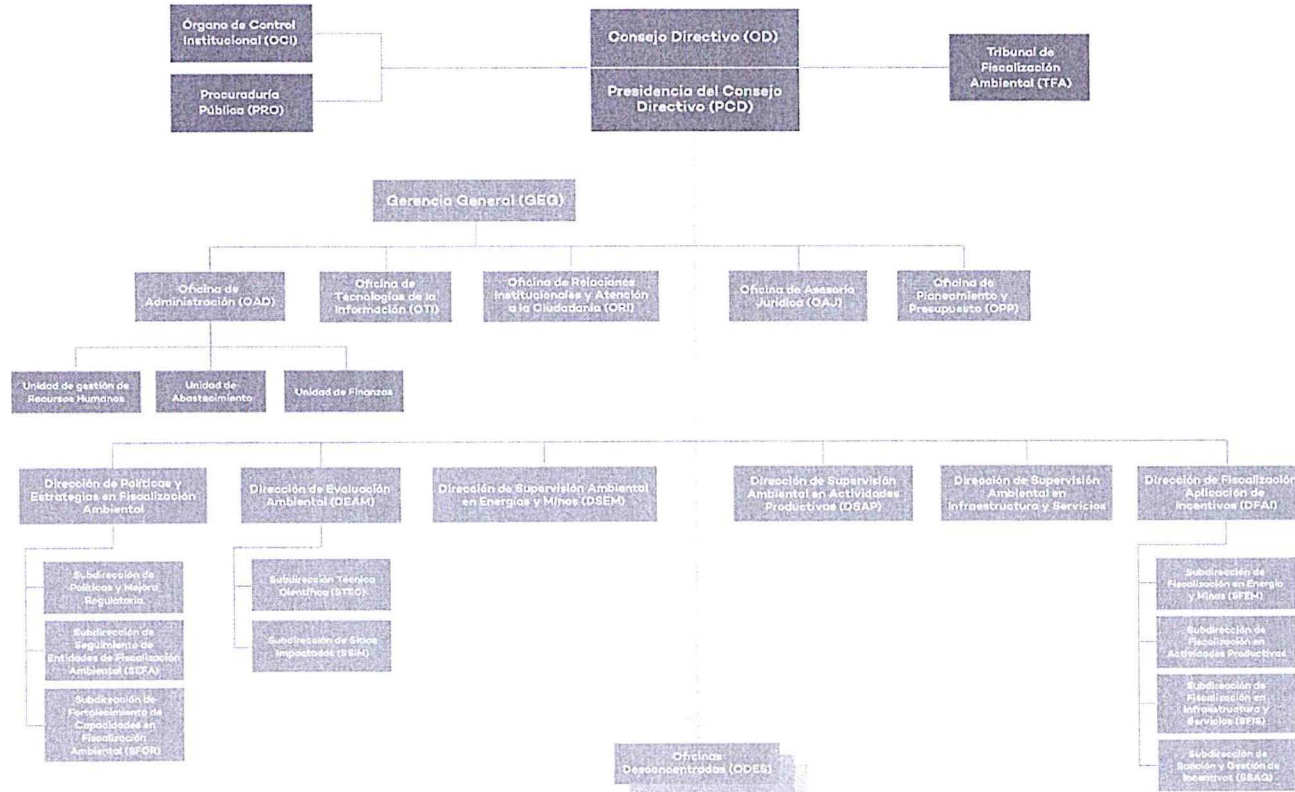 Órgano de Control
Institucional (OCI)
Procuraduría
Pública (PRO)
Consejo Directivo (CD)
Presidencia del Consejo
Directivo (PCD)
Tribunal de
Fiscalización
Ambiental (TFA)
Gerencia General (GEG)
Oficina de
Administración (OAD)
Oficina de
Tecnologías de la
Información (OTI)
Oficina de Relaciones
Institucionales y Atención
a la Ciudadanía (ORI)
Oficina de Asesoría
Jurídica (OAJ)
Oficina de
Planeamiento y
Presupuesto (OPP)
Unidad de gestión de
Recursos Humanos
Unidad de
Abastecimiento
Unidad de Finanzas
Dirección de Políticas y
Estrategias en Fiscalización
Ambiental
Dirección de Evaluación
Ambiental (DEAM)
Dirección de Supervisión Ambiental
en Energías y Minas (DSEM)
Dirección de Supervisión
Ambiental en Actividades
Productivas (DSAP)
Dirección de Supervisión
Ambiental en
Infraestructura y Servicios
Dirección de Fiscalización
Aplicación de
Incentivos (DFAI)
Subdirección de
Políticas y Mejora
Regulatoria
Subdirección de
Seguimiento de
Entidades de Fiscalización
Ambiental (SEFA)
Subdirección de
Fortalecimiento de
Capacidades en
Fiscalización
Ambiental (SFOR)
Subdirección Técnica
Científica (STEC)
Subdirección de Sitios
Impactados (SSIM)
Subdirección de
Fiscalización en Energía
y Minas (SFEM)
Subdirección de
Fiscalización en
Actividades Productivas
Subdirección de
Fiscalización en
Infraestructura y
Servicios (SFIS)
Subdirección de
Sanción y Gestión de
Incentivos (SSAG)
Oficinas
Desconcentradas (ODES)